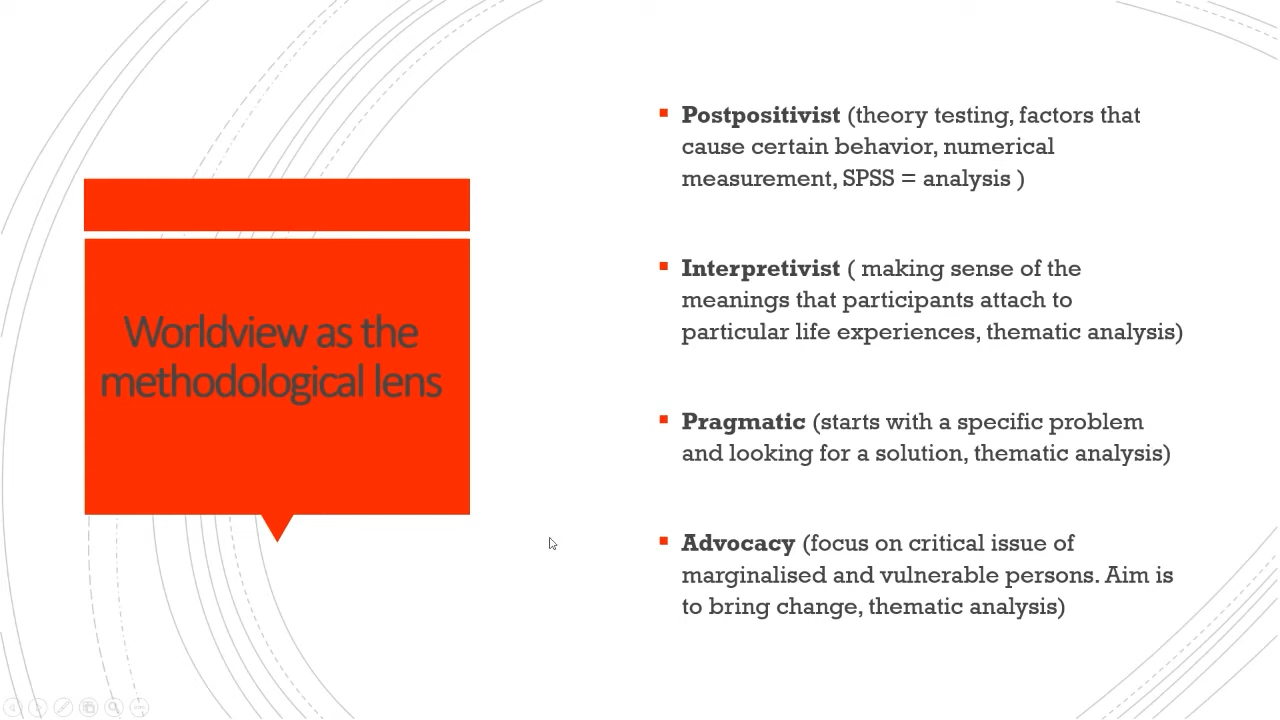 Worldview as the
methodological lens
Postpositivist (theory testing, factors that
cause certain behavior, numerical
measurement, SPSS = analysis )
Interpretivist ( making sense of the
meanings that participants attach to
particular life experiences, thematic analysis)
Pragmatic (starts with a specific problem
and looking for a solution, thematic analysis)
Advocacy (focus on critical issue of
marginalised and vulnerable persons. Aim is
to bring change, thematic analysis)